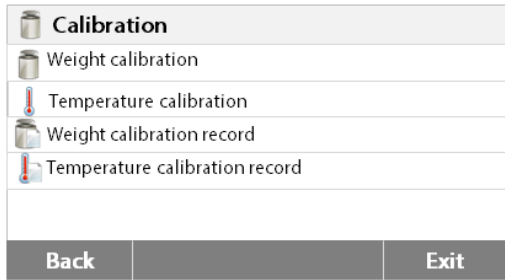 Calibration
Weight calibration
Temperature calibration
Weight calibration record
Temperature calibration record
Back Exit